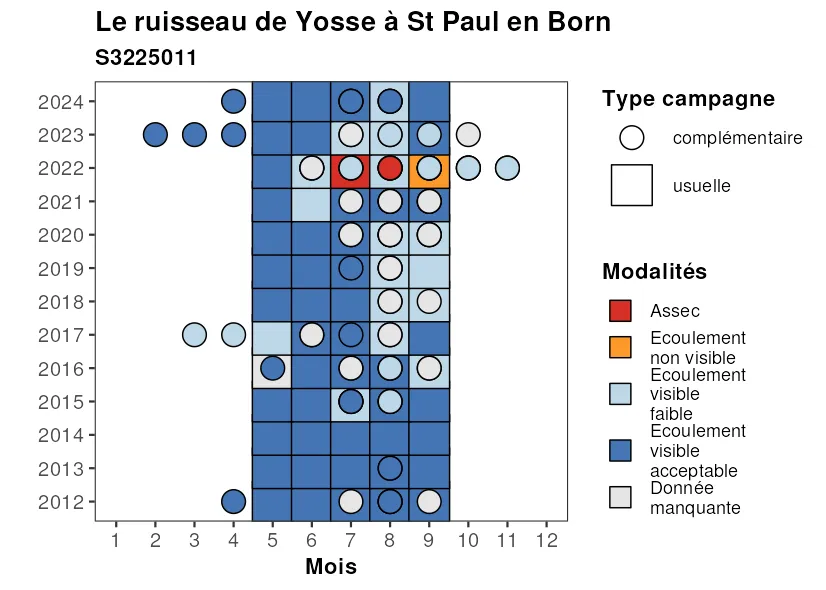 Le ruisseau de Yosse à St Paul en Born
S3225011
2024
2023
2022
2021
2020
2019
2018
2017
2016
2015
2014
2013
2012
1 2 3 4 5 6 7 8 9 10 11 12
Mois
Type campagne
complémentaire
usuelle
Modalités
Assec
Ecoulement
non visible
Ecoulement
visible
faible
Ecoulement
visible
acceptable
Donnée
manquante